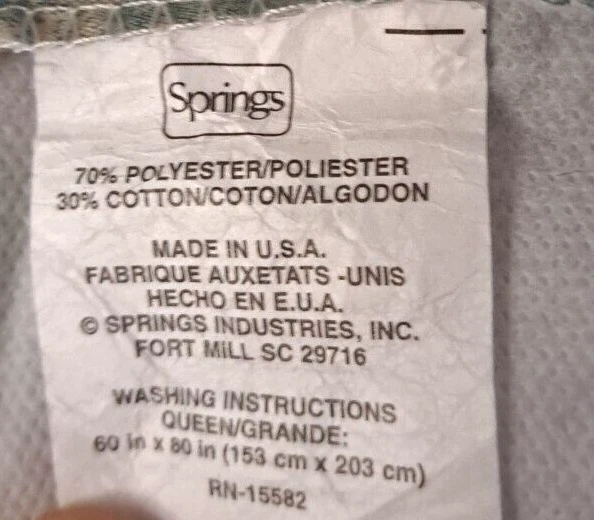 Springs
70% POLYESTER/POLIESTER
30% COTTON/COTON/ALGODON
MADE IN U.S.A.
FABRIQUE AUXETATS -UNIS
HECHO EN E.U.A.
© SPRINGS INDUSTRIES, INC.
FORT MILL SC 29716
WASHING INSTRUCTIONS
QUEEN/GRANDE:
60 in x 80 in (153 cm x 203 cm)
RN-15582